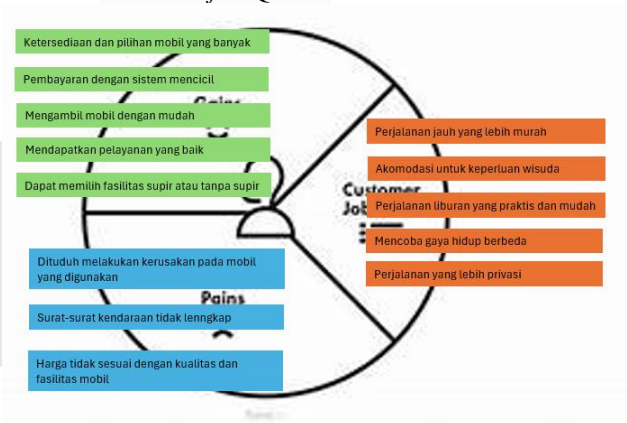 Ketersediaan dan pilihan mobil yang banyak
Pembayaran dengan sistem mencicil
Gains
Mengambil mobil dengan mudah
Mendapatkan pelayanan yang baik
Dapat memilih fasilitas supir atau tanpa supir
Perjalanan jauh yang lebih murah
Akomodasi untuk keperluan wisuda
Customer
Perjalanan liburan yang praktis dan mudah
Mencoba gaya hidup berbeda
Perjalanan yang lebih privasi
Dituduh melakukan kerusakan pada mobil
yang digunakan
Pains
Surat-surat kendaraan tidak lenngkap
Harga tidak sesuai dengan kualitas dan
fasilitas mobil